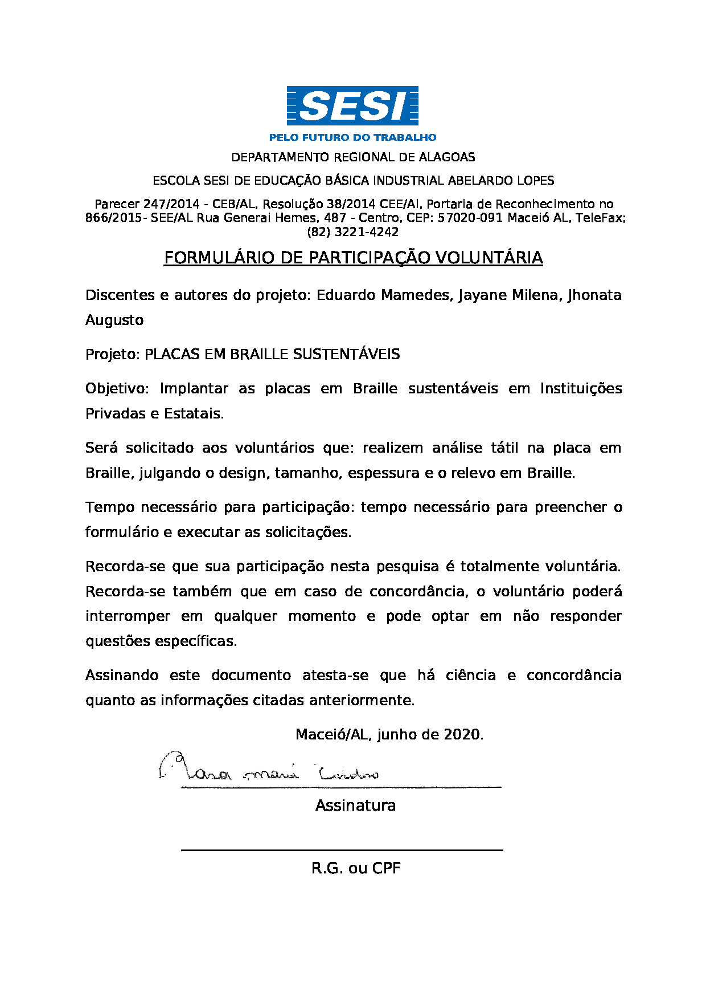 SESI
PELO FUTURO DO TRABALHO
DEPARTAMENTO REGIONAL DE ALAGOAS
ESCOLA SESI DE EDUCAÇÃO BÁSICA INDUSTRIAL ABELARDO LOPES
Parecer 247/2014 - CEB/AL, Resolução 38/2014 CEE/Al, Portaria de Reconhecimento no
866/2015- SEE/AL Rua Generai Hemes, 487 - Centro, CEP: 57020-091 Maceió AL, TeleFax;
(82) 3221-4242
FORMULÁRIO DE PARTICIPAÇÃO VOLUNTÁRIA
Discentes e autores do projeto: Eduardo Mamedes, Jayane Milena, Jhonata
Augusto
Projeto: PLACAS EM BRAILLE SUSTENTÁVEIS
Objetivo: Implantar as placas em Braille sustentáveis em Instituições
Privadas e Estatais.
Será solicitado aos voluntários que: realizem análise tátil na placa em
Braille, julgando o design, tamanho, espessura e o relevo em Braille.
Tempo necessário para participação: tempo necessário para preencher o
formulário e executar as solicitações.
Recorda-se que sua participação nesta pesquisa é totalmente voluntária.
Recorda-se também que em caso de concordância, o voluntário poderá
interromper em qualquer momento e pode optar em não responder
questões específicas.
Assinando este documento atesta-se que há ciência e concordância
quanto as informações citadas anteriormente.
Maceió/AL, junho de 2020.
Assinatura
R.G. ou CPF